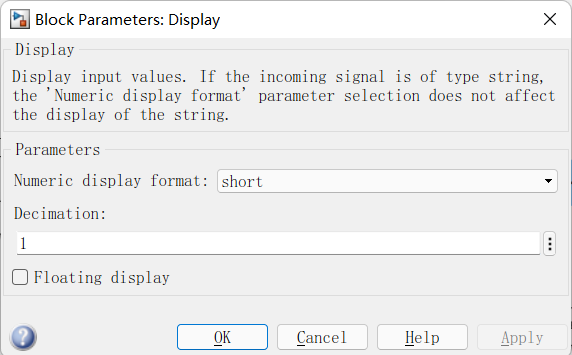 Block Parameters: Display
Display
Display input values. If the incoming signal is of type string,
the 'Numeric display format' parameter selection does not affect
the display of the string.
Parameters
Numeric display format: short
Decimation:
1
Floating display
OK Cancel Help Apply